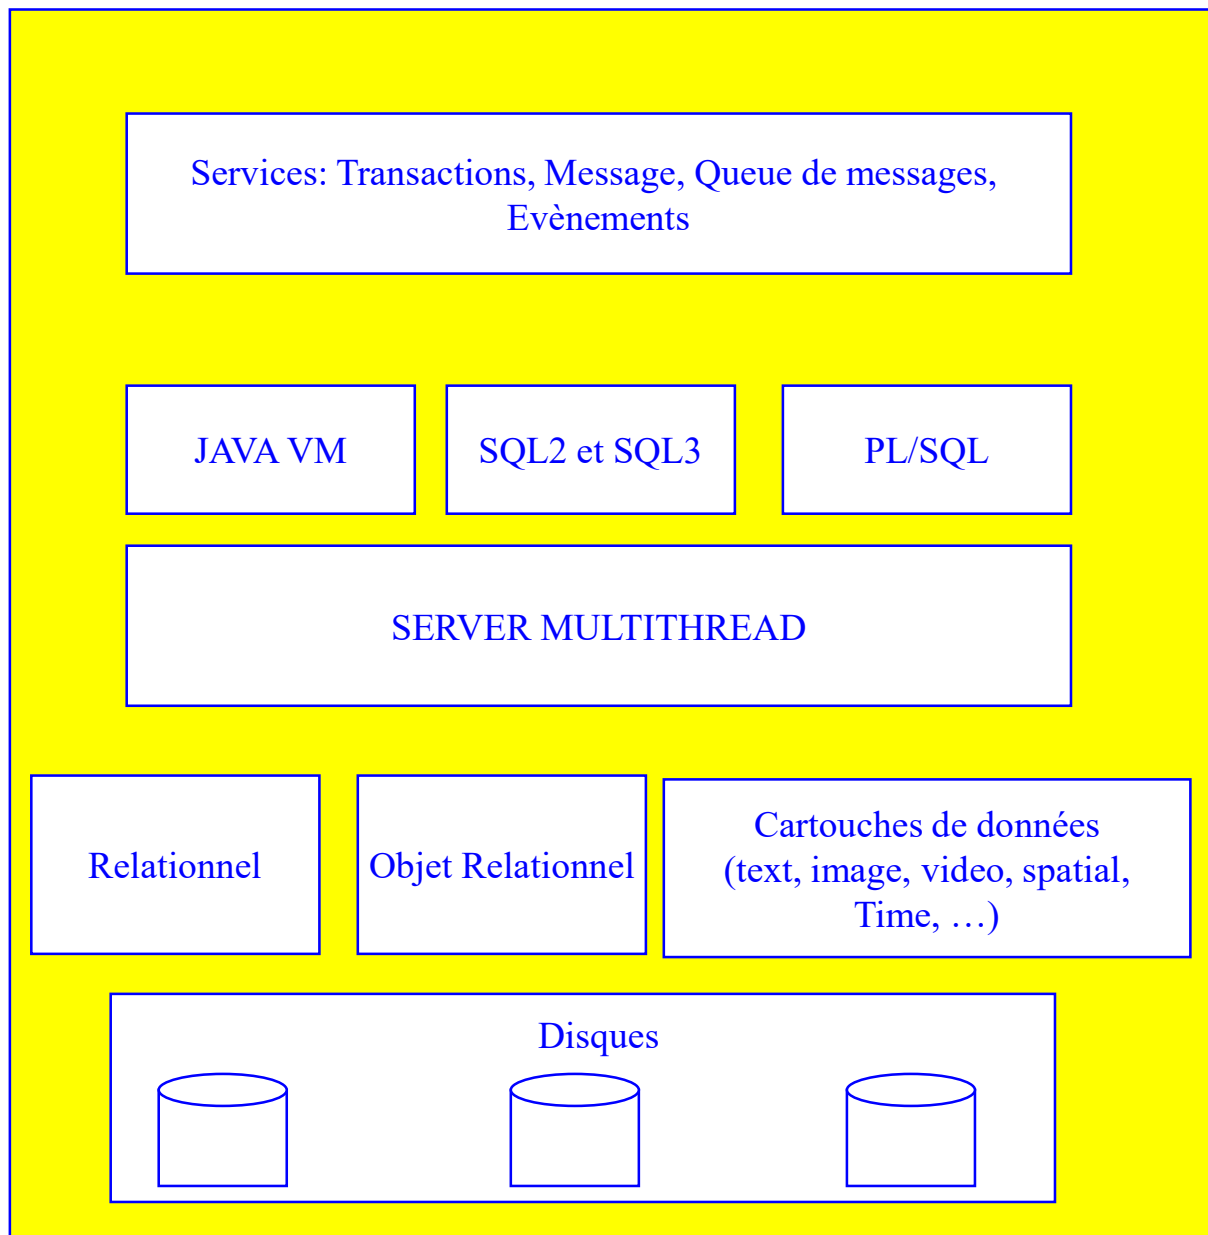 Services: Transactions, Message, Queue de messages,
Evènements
JAVA VM
SQL2 et SQL3
PL/SQL
SERVER MULTITHREAD
Relationnel
Objet Relationnel
Cartouches de données
(text, image, video, spatial,
Time, …)
Disques